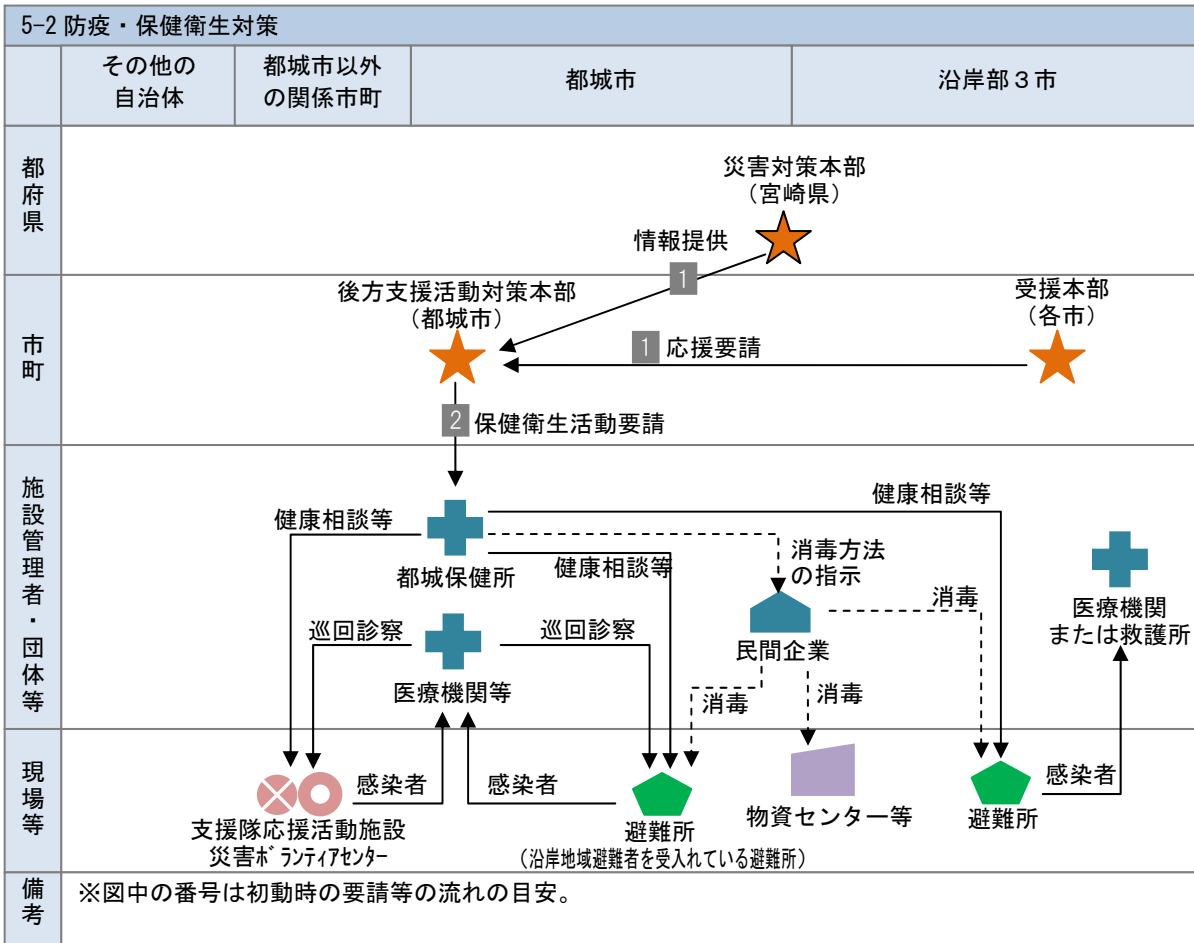 5-2 防疫・保健衛生対策
その他の
自治体
都城市以外
の関係市町
都城市
沿岸部３市
都府県
災害対策本部
（宮崎県）
情報提供
1
市町
後方支援活動対策本部
（都城市）
受援本部
（各市）
1 応援要請
2 保健衛生活動要請
施設管理者・団体等
健康相談等
健康相談等
都城保健所
健康相談等
消毒方法
の指示
消毒
医療機関
または救護所
巡回診察
巡回診察
民間企業
医療機関等
消毒
消毒
現場等
感染者
感染者
感染者
支援隊応援活動施設
災害ﾎﾞﾗﾝﾃｨｱｾﾝﾀｰ
避難所
（沿岸地域避難者を受入れている避難所）
物資センター等
避難所
備考
※図中の番号は初動時の要請等の流れの目安。